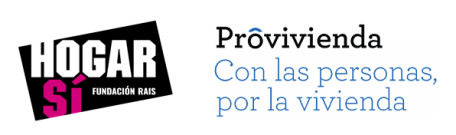 HOGAR
SÍ
FUNDACIÓN RAIS
Provivienda
Con las personas,
por la vivienda